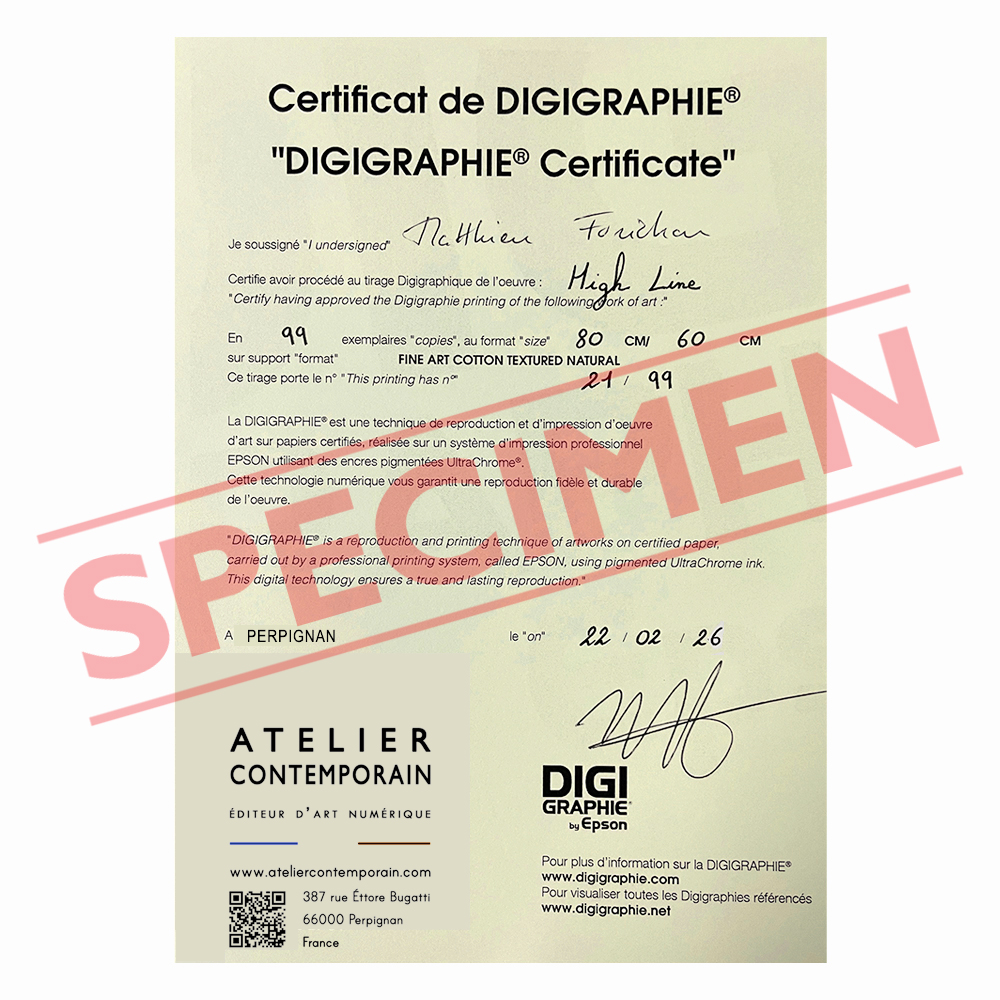 Certificat de DIGIGRAPHIE®
"DIGIGRAPHIE® Certificate"
Je soussigné "I undersigned" Matthieu
Certifie avoir procédé au tirage Digigraphique de l'oeuvre : High Line
"Certify having approved the Digigraphie printing of the following work of art :"
En 99 exemplaires "copies", au format "size" 80 CM/ 60 CM
sur support "format" FINE ART COTTON TEXTURED NATURAL
Ce tirage porte le n° "This printing has n°" 21 / 99
La DIGIGRAPHIE® est une technique de reproduction et d'impression d'oeuvre
d'art sur papiers certifiés, réalisée sur un système d'impression professionnel
EPSON utilisant des encres pigmentées UltraChrome®.
Cette technologie numérique vous garantit une reproduction fidèle et durable
de l'oeuvre.
SPECIMEN
"DIGIGRAPHIE® is a reproduction and printing technique of artworks on certified paper,
carried out by a professional printing system, called EPSON, using pigmented UltraChrome ink.
This digital technology ensures a true and lasting reproduction."
A PERPIGNAN le "on" 22 / 02 / 26
ATELIER
CONTEMPORAIN
ÉDITEUR D'ART NUMÉRIQUE
www.ateliercontemporain.com
387 rue Éttore Bugatti
66000 Perpignan
France
DIGI
GRAPHIE®
by Epson
Pour plus d'information sur la DIGIGRAPHIE®
www.digigraphie.com
Pour visualiser toutes les Digigraphies référencés
www.digigraphie.net